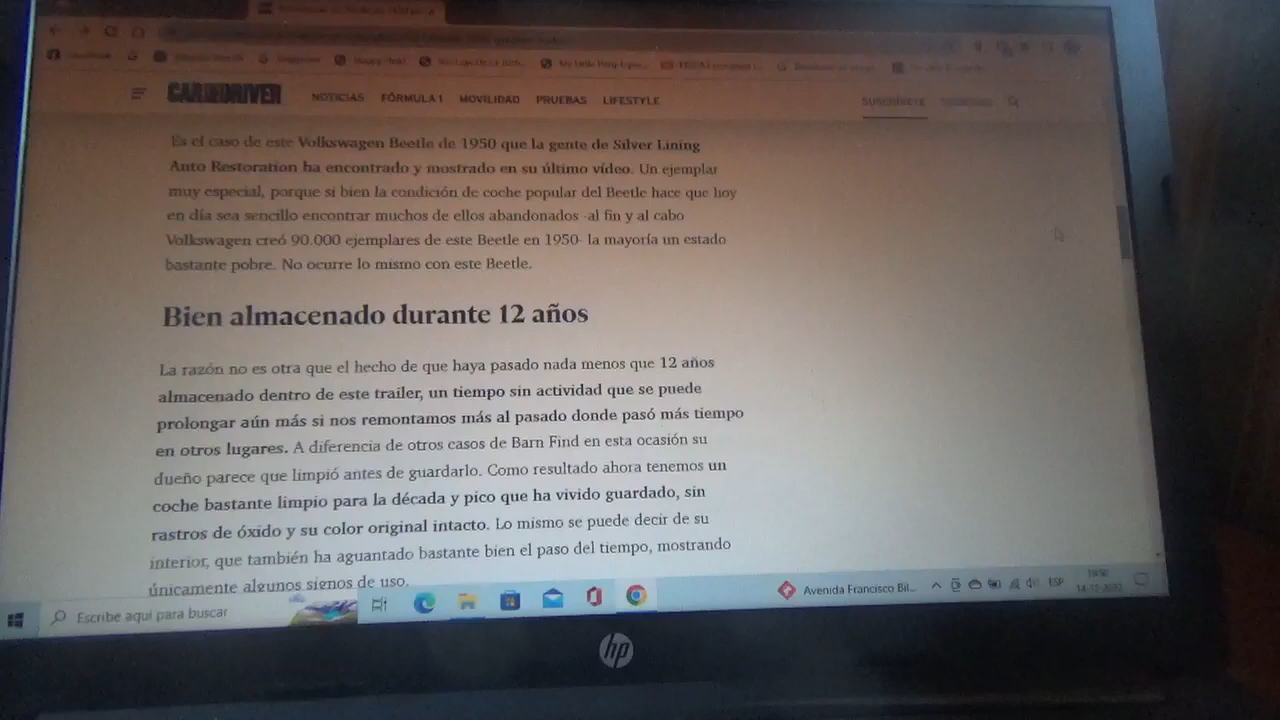 CAR AND DRIVER
NOTICIAS FÓRMULA 1 MOVILIDAD PRUEBAS LIFESTYLE SUSCRÍBETE
Es el caso de este Volkswagen Beetle de 1950 que la gente de Silver Lining
Auto Restoration ha encontrado y mostrado en su último vídeo. Un ejemplar
muy especial, porque si bien la condición de coche popular del Beetle hace que hoy
en día sea sencillo encontrar muchos de ellos abandonados -al fin y al cabo
Volkswagen creó 90.000 ejemplares de este Beetle en 1950- la mayoría un estado
bastante pobre. No ocurre lo mismo con este Beetle.
Bien almacenado durante 12 años
La razón no es otra que el hecho de que haya pasado nada menos que 12 años
almacenado dentro de este trailer, un tiempo sin actividad que se puede
prolongar aún más si nos remontamos más al pasado donde pasó más tiempo
en otros lugares. A diferencia de otros casos de Barn Find en esta ocasión su
dueño parece que limpió antes de guardarlo. Como resultado ahora tenemos un
coche bastante limpio para la década y pico que ha vivido guardado, sin
rastros de óxido y su color original intacto. Lo mismo se puede decir de su
interior, que también ha aguantado bastante bien el paso del tiempo, mostrando
únicamente algunos signos de uso.
Escribe aquí para buscar
Avenida Francisco Bil... ESP
hp